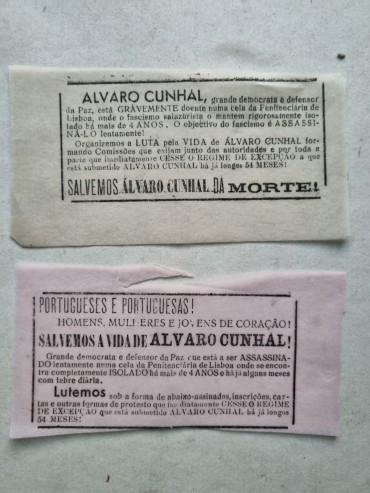 ALVARO CUNHAL, grande democrata e defensor
da Paz, está GRAVEMENTE doente numa cela da Penitenciária de
Lisboa, onde o fascismo salazarista o mantem rigorosamente iso-
lado há mais de 4 ANOS. O objectivo do fascismo é ASSASSI-
NÁ-LO lentamente!
Organizemos a LUTA pela VIDA de ÁLVARO CUNHAL for-
mando Comissões que exijam junto das autoridades e por toda a
parte que imediatamente CESSE O REGIME DE EXCEPÇÃO a que
está submetido ALVARO CUNHAL há já longos 54 MESES!
SALVEMOS ÁLVARO CUNHAL DA MORTE!
PORTUGUESES E PORTUGUESAS!
HOMENS, MULHERES E JOVENS DE CORAÇÃO!
SALVEMOS A VIDA DE ALVARO CUNHAL!
Grande democrata e defensor da Paz que está a ser ASSASSINA-
DO lentamente numa cela da Penitenciária de Lisboa onde se encon-
tra completamente ISOLADO há mais de 4 ANOS e há já alguns meses
com febre diária.
Lutemos sob a forma de abaixo-assinados, inscrições, car-
tas e outras formas de protesto que imediatamente CESSE O REGIME
DE EXCEPÇÃO que está submetido ALVARO CUNHAL há já longos
54 MESES!